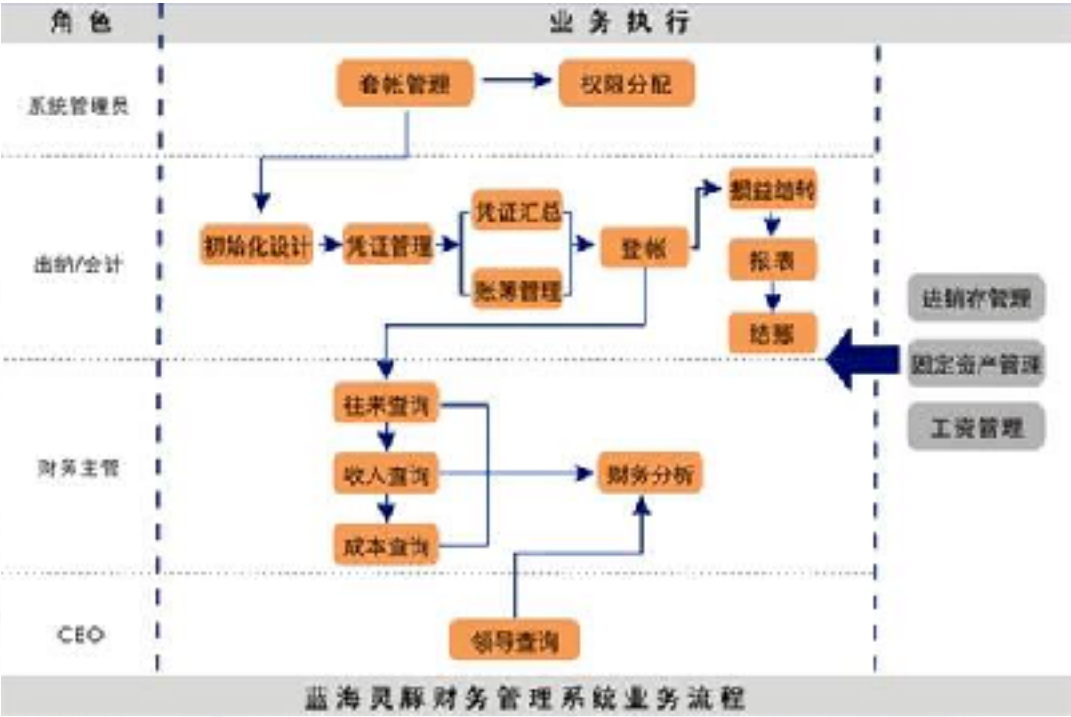 角色
业务执行
系统管理员
套帐管理
权限分配
出纳/会计
初始化设计
凭证管理
凭证汇总
账簿管理
登帐
损益结转
报表
结账
进销存管理
固定资产管理
工资管理
财务主管
往来查询
收入查询
成本查询
财务分析
CEO
领导查询
蓝海灵豚财务管理系统业务流程